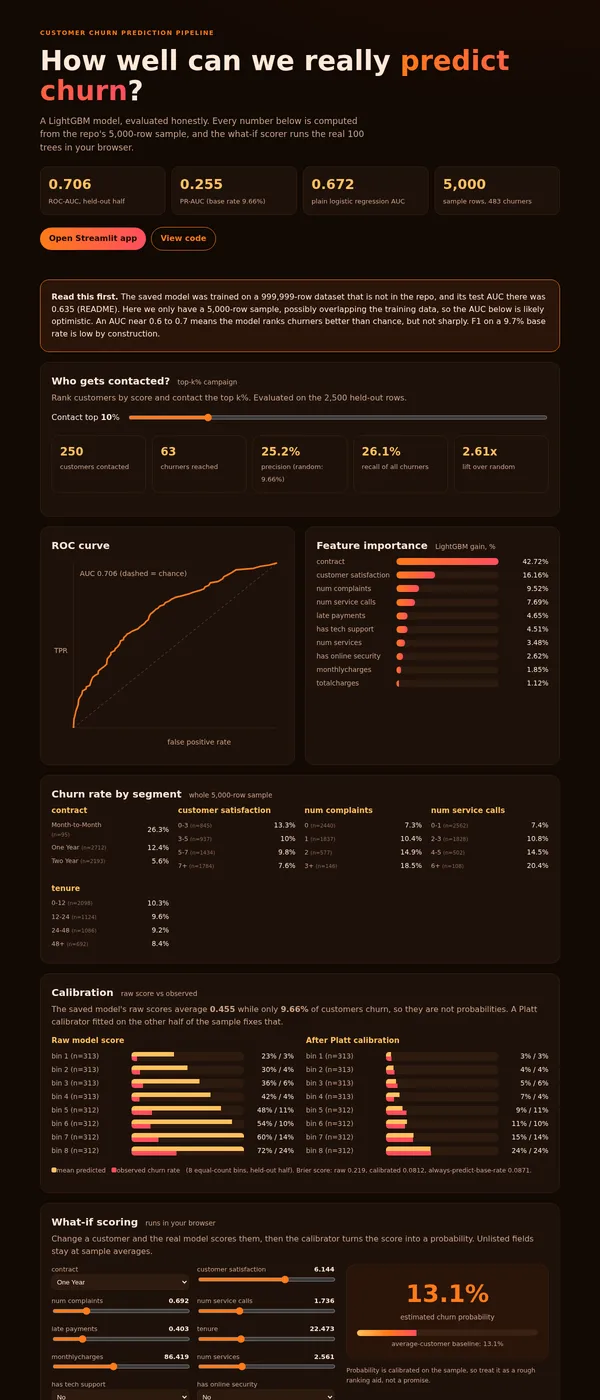 CUSTOMER CHURN PREDICTION PIPELINE
How well can we really predict
churn?
A LightGBM model, evaluated honestly. Every number below is computed
from the repo's 5,000-row sample, and the what-if scorer runs the real 100
trees in your browser.
0.706
ROC-AUC, held-out half
0.255
PR-AUC (base rate 9.66%)
0.672
plain logistic regression AUC
5,000
sample rows, 483 churners
Open Streamlit app
View code
Read this first. The saved model was trained on a 999,999-row dataset that is not in the repo, and its test AUC there was
0.635 (README). Here we only have a 5,000-row sample, possibly overlapping the training data, so the AUC below is likely
optimistic. An AUC near 0.6 to 0.7 means the model ranks churners better than chance, but not sharply. F1 on a 9.7% base
rate is low by construction.
Who gets contacted? top-k% campaign
Rank customers by score and contact the top k%. Evaluated on the 2,500 held-out rows.
Contact top 10%
250
customers contacted
63
churners reached
25.2%
precision (random:
9.66%)
26.1%
recall of all churners
2.61x
lift over random
ROC curve
AUC 0.706 (dashed = chance)
TPR
false positive rate
Feature importance LightGBM gain, %
contract 42.72%
customer satisfaction 16.16%
num complaints 9.52%
num service calls 7.69%
late payments 4.65%
has tech support 4.51%
num services 3.48%
has online security 2.62%
monthlycharges 1.85%
totalcharges 1.12%
Churn rate by segment whole 5,000-row sample
contract
Month-to-Month
(n=95) 26.3%
One Year (n=2712) 12.4%
Two Year (n=2193) 5.6%
customer satisfaction
0-3 (n=845) 13.3%
3-5 (n=937) 10%
5-7 (n=1434) 9.8%
7+ (n=1784) 7.6%
num complaints
0 (n=2440) 7.3%
1 (n=1837) 10.4%
2 (n=577) 14.9%
3+ (n=146) 18.5%
num service calls
0-1 (n=2562) 7.4%
2-3 (n=1828) 10.8%
4-5 (n=502) 14.5%
6+ (n=108) 20.4%
tenure
0-12 (n=2098) 10.3%
12-24 (n=1124) 9.6%
24-48 (n=1086) 9.2%
48+ (n=692) 8.4%
Calibration raw score vs observed
The saved model's raw scores average 0.455 while only 9.66% of customers churn, so they are not probabilities. A Platt
calibrator fitted on the other half of the sample fixes that.
Raw model score
bin 1 (n=313) 23% / 3%
bin 2 (n=313) 30% / 4%
bin 3 (n=313) 36% / 6%
bin 4 (n=313) 42% / 4%
bin 5 (n=312) 48% / 11%
bin 6 (n=312) 54% / 10%
bin 7 (n=312) 60% / 14%
bin 8 (n=312) 72% / 24%
After Platt calibration
bin 1 (n=313) 3% / 3%
bin 2 (n=313) 4% / 4%
bin 3 (n=313) 5% / 6%
bin 4 (n=313) 7% / 4%
bin 5 (n=312) 9% / 11%
bin 6 (n=312) 11% / 10%
bin 7 (n=312) 15% / 14%
bin 8 (n=312) 24% / 24%
mean predicted observed churn rate (8 equal-count bins, held-out half). Brier score: raw 0.219, calibrated 0.0812, always-predict-base-rate 0.0871.
What-if scoring runs in your browser
Change a customer and the real model scores them, then the calibrator turns the score into a probability. Unlisted fields
stay at sample averages.
contract
One Year
customer satisfaction 6.144
num complaints 0.692
num service calls 1.736
late payments 0.403
tenure 22.473
monthlycharges 86.419
num services 2.561
has tech support
No
has online security
No
13.1%
estimated churn probability
average-customer baseline: 13.1%
Probability is calibrated on the sample, so treat it as a rough
ranking aid, not a promise.